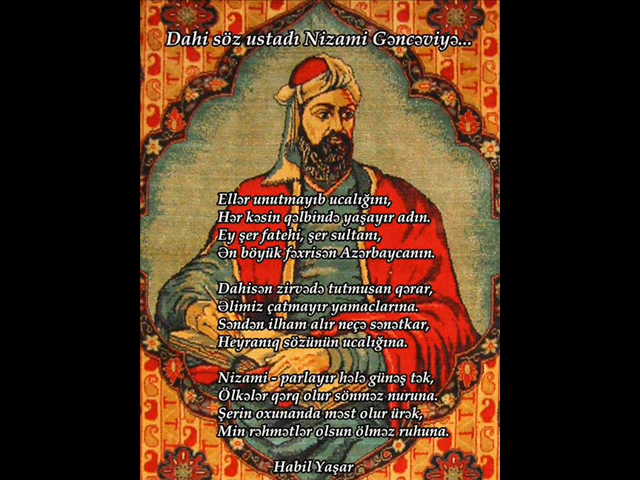 Dahi söz ustadı Nizami Gəncəviyə...
Ellər unutmayıb ucalığını,
Hər kəsin qəlbində yaşayır adın.
Ey şer fatehi, şer sultanı,
Ən böyük fəxrisən Azərbaycanın.
Dahisən zirvədə tutmusan qərar,
Əlimiz çatmayır yamaclarına.
Səndən ilham alır neçə sənətkar,
Heyranıq sözünün ucalığına.
Nizami - parlayır hələ günəş tək,
Ölkələr qərq olur sönməz nuruna.
Şerin oxunanda məst olur ürək,
Min rəhmətlər olsun ölməz ruhuna.
Habil Yaşar